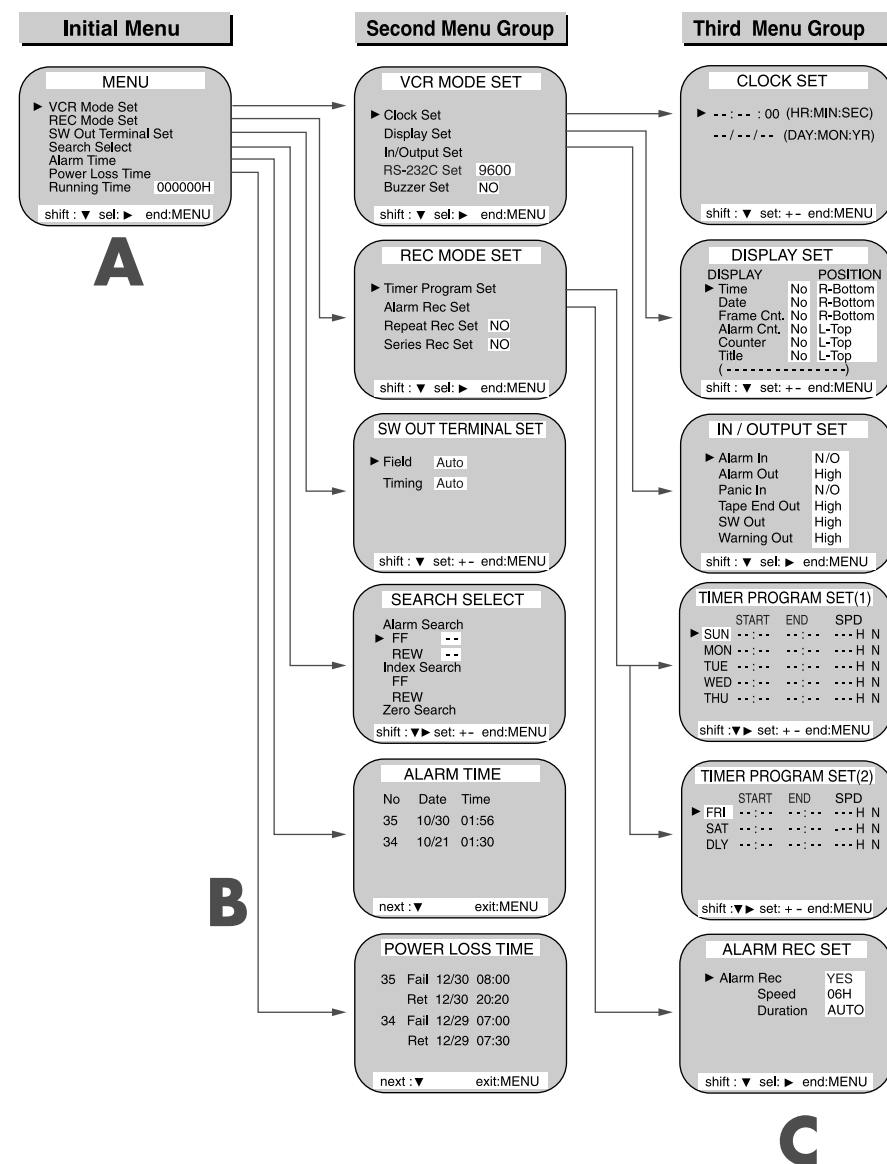 Initial Menu
Second Menu Group
Third Menu Group
MENU
► VCR Mode Set
REC Mode Set
SW Out Terminal Set
Search Select
Alarm Time
Power Loss Time
Running Time 000000H
shift : ▼ sel: ► end:MENU
A
VCR MODE SET
► Clock Set
Display Set
In/Output Set
RS-232C Set 9600
Buzzer Set NO
shift : ▼ sel: ► end:MENU
REC MODE SET
► Timer Program Set
Alarm Rec Set
Repeat Rec Set NO
Series Rec Set NO
shift : ▼ sel: ► end:MENU
SW OUT TERMINAL SET
► Field Auto
Timing Auto
shift : ▼ set: + - end:MENU
SEARCH SELECT
Alarm Search
► FF --
REW --
Index Search
FF
REW
Zero Search
shift :▼► set: + - end:MENU
ALARM TIME
No Date Time
35 10/30 01:56
34 10/21 01:30
next : ▼ exit:MENU
B
POWER LOSS TIME
35 Fail 12/30 08:00
Ret 12/30 20:20
34 Fail 12/29 07:00
Ret 12/29 07:30
next : ▼ exit:MENU
CLOCK SET
► --:--:00 (HR:MIN:SEC)
--/--/-- (DAY:MON:YR)
shift : ▼ set: + - end:MENU
DISPLAY SET
DISPLAY POSITION
► Time No R-Bottom
Date No R-Bottom
Frame Cnt. No R-Bottom
Alarm Cnt. No L-Top
Counter No L-Top
Title No L-Top
(----------------)
shift : ▼ set: + - end:MENU
IN / OUTPUT SET
► Alarm In N/O
Alarm Out High
Panic In N/O
Tape End Out High
SW Out High
Warning Out High
shift : ▼ sel: ► end:MENU
TIMER PROGRAM SET(1)
START END SPD
► SUN --:-- --:-- ---H N
MON --:-- --:-- ---H N
TUE --:-- --:-- ---H N
WED --:-- --:-- ---H N
THU --:-- --:-- ---H N
shift :▼► set: + - end:MENU
TIMER PROGRAM SET(2)
START END SPD
► FRI --:-- --:-- ---H N
SAT --:-- --:-- ---H N
DLY --:-- --:-- ---H N
shift :▼► set: + - end:MENU
ALARM REC SET
► Alarm Rec YES
Speed 06H
Duration AUTO
shift : ▼ sel: ► end:MENU
C